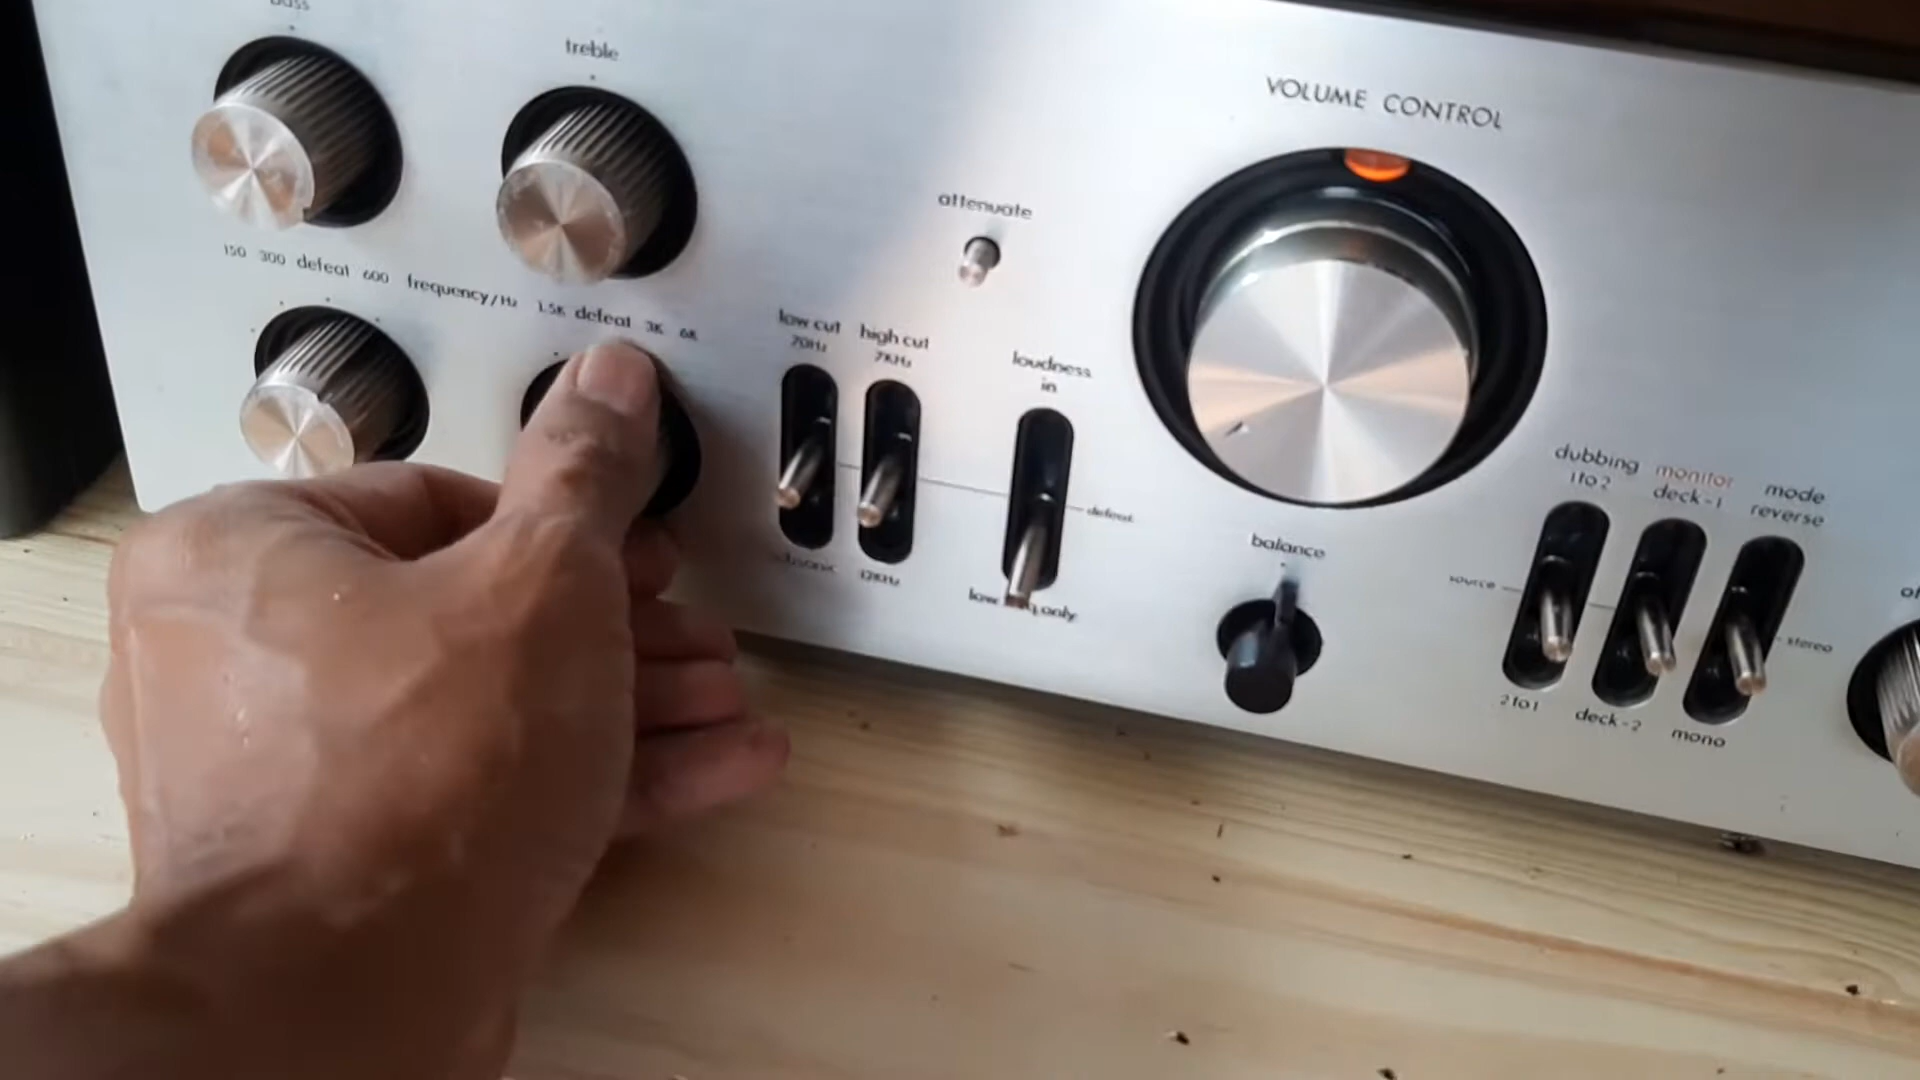 bass
treble
VOLUME CONTROL
attenuate
150 300 defeat 600 frequency/Hz 1.5K defeat 3K 6K
low cut
70Hz
high cut
7KHz
loudness
in
defeat
12KHz
low only
balance
dubbing
1 to 2
monitor
deck-1
mode
reverse
source
stereo
2 to 1
deck-2
mono